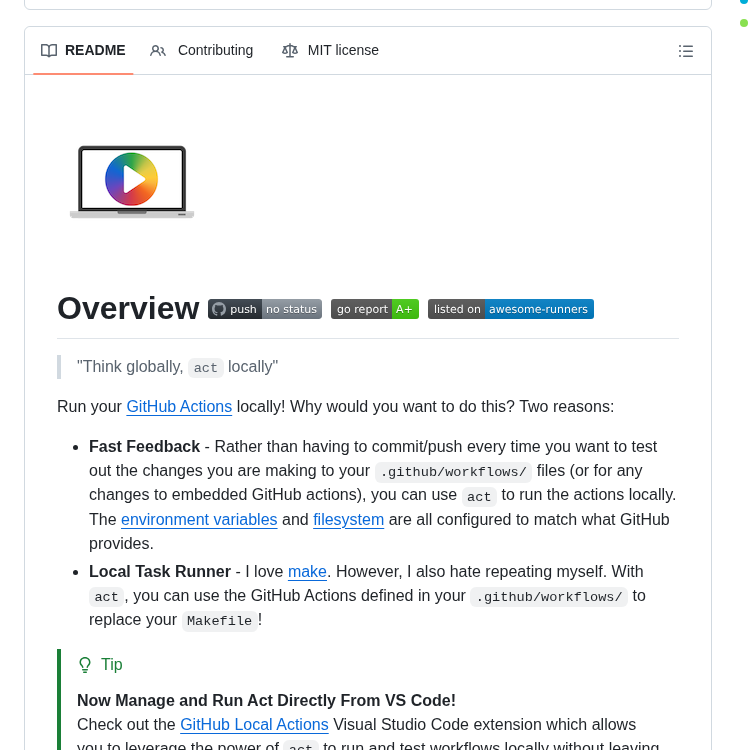 README Contributing MIT license
Overview push no status go report A+ listed on awesome-runners
"Think globally, act locally"
Run your GitHub Actions locally! Why would you want to do this? Two reasons:
• Fast Feedback - Rather than having to commit/push every time you want to test
out the changes you are making to your .github/workflows/ files (or for any
changes to embedded GitHub actions), you can use act to run the actions locally.
The environment variables and filesystem are all configured to match what GitHub
provides.
• Local Task Runner - I love make. However, I also hate repeating myself. With
act, you can use the GitHub Actions defined in your .github/workflows/ to
replace your Makefile!
Tip
Now Manage and Run Act Directly From VS Code!
Check out the GitHub Local Actions Visual Studio Code extension which allows
you to leverage the power of act to run and test workflows locally without leaving